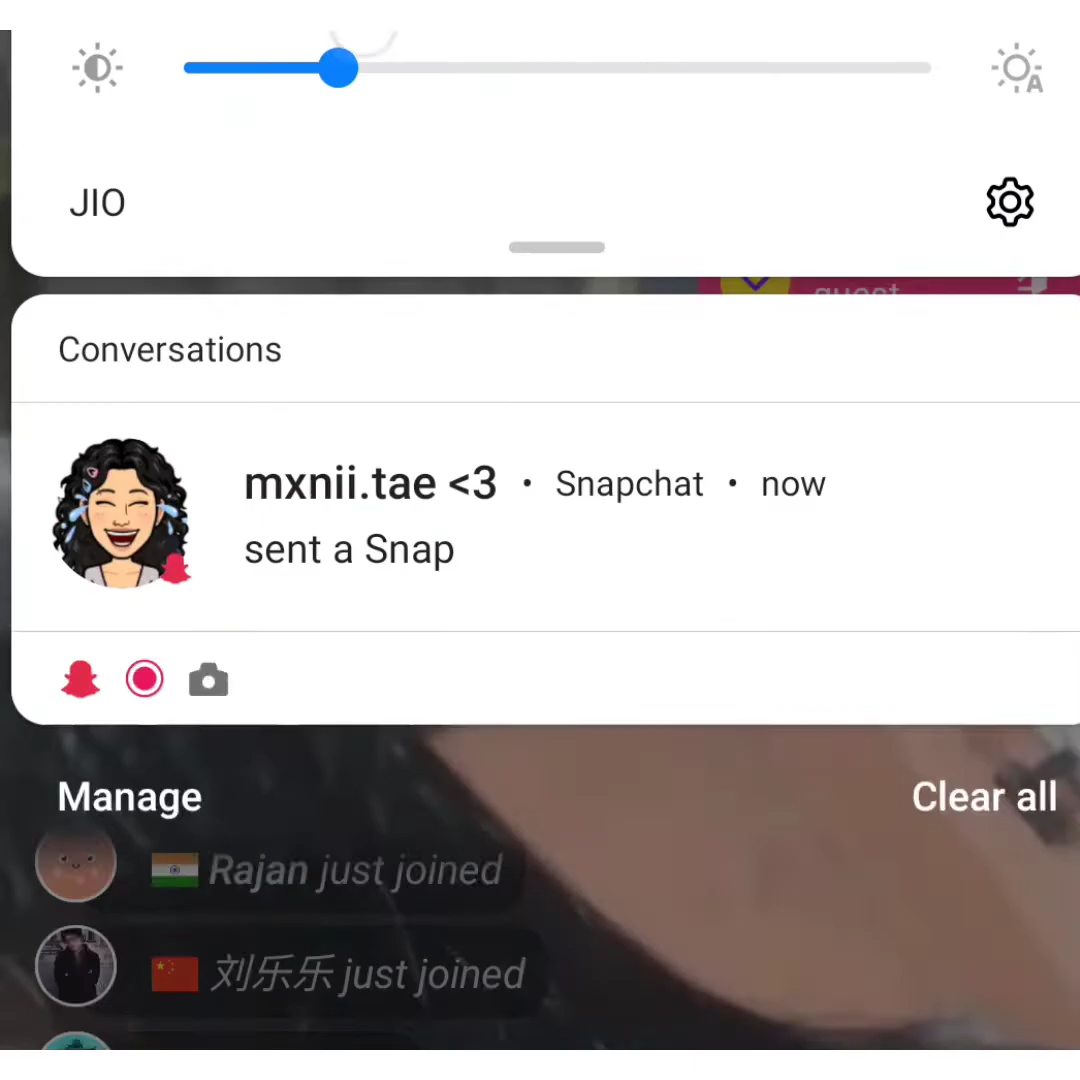 JIO
guest
Conversations
mxnii.tae <3 • Snapchat • now
sent a Snap
Manage
Clear all
Rajan just joined
刘乐乐 just joined